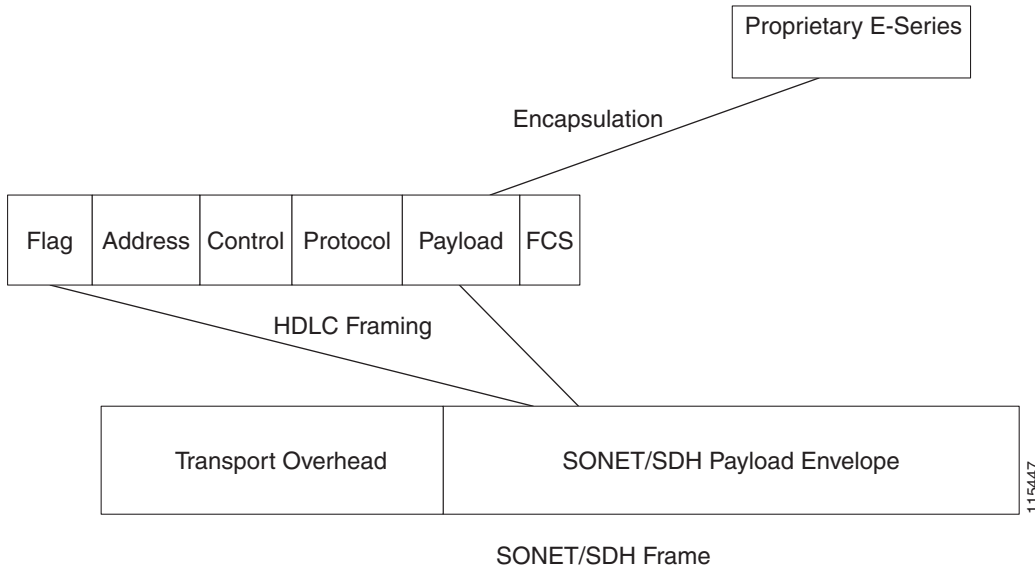 Proprietary E-Series
Encapsulation
Flag Address Control Protocol Payload FCS
HDLC Framing
Transport Overhead SONET/SDH Payload Envelope
115447
SONET/SDH Frame